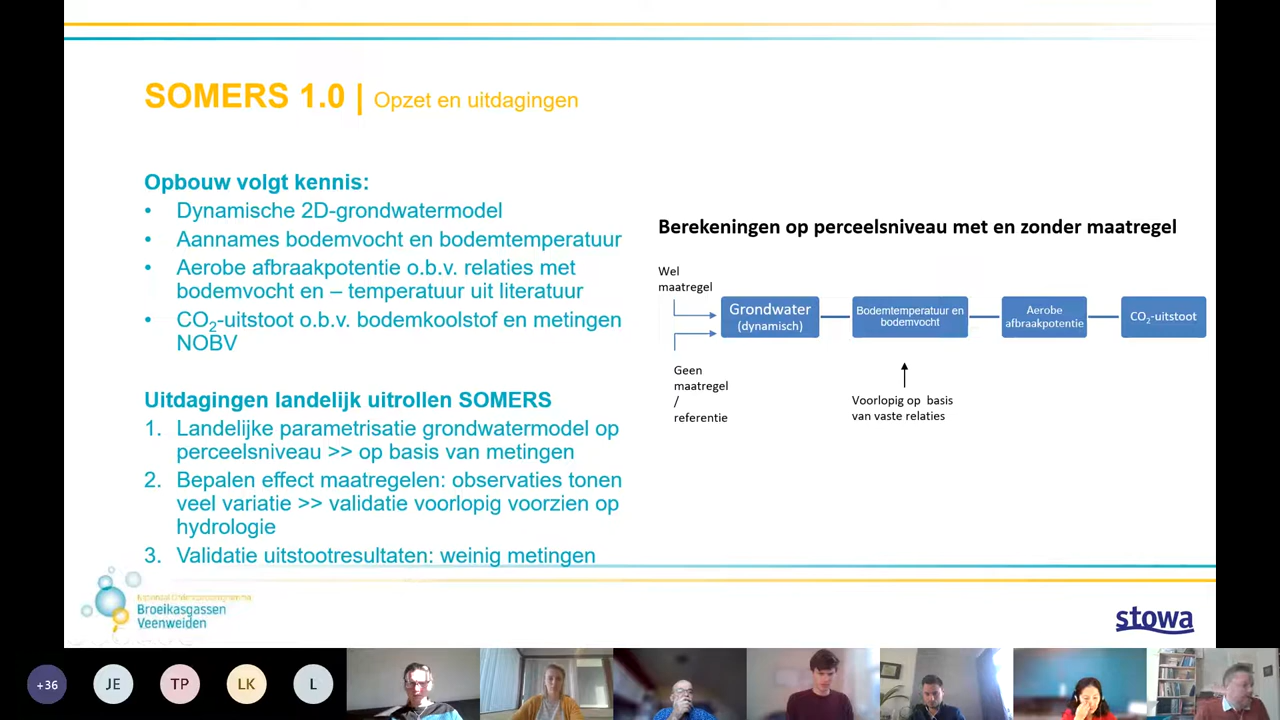 SOMERS 1.0 | Opzet en uitdagingen
Opbouw volgt kennis:
• Dynamische 2D-grondwatermodel
• Aannames bodemvocht en bodemtemperatuur
• Aerobe afbraakpotentie o.b.v. relaties met
bodemvocht en – temperatuur uit literatuur
• CO2-uitstoot o.b.v. bodemkoolstof en metingen
NOBV
Uitdagingen landelijk uitrollen SOMERS
1. Landelijke parametrisatie grondwatermodel op
perceelsniveau >> op basis van metingen
2. Bepalen effect maatregelen: observaties tonen
veel variatie >> validatie voorlopig voorzien op
hydrologie
3. Validatie uitstootresultaten: weinig metingen
Berekeningen op perceelsniveau met en zonder maatregel
Wel
maatregel
Grondwater
(dynamisch)
Bodemtemperatuur en
bodemvocht
Aerobe
afbraakpotentie
CO2-uitstoot
Geen
maatregel
/
referentie
Voorlopig op basis
van vaste relaties
Nationaal Onderzoeksprogramma
Broeikasgassen
Veenweiden
stowa
+36
JE
TP
LK
L